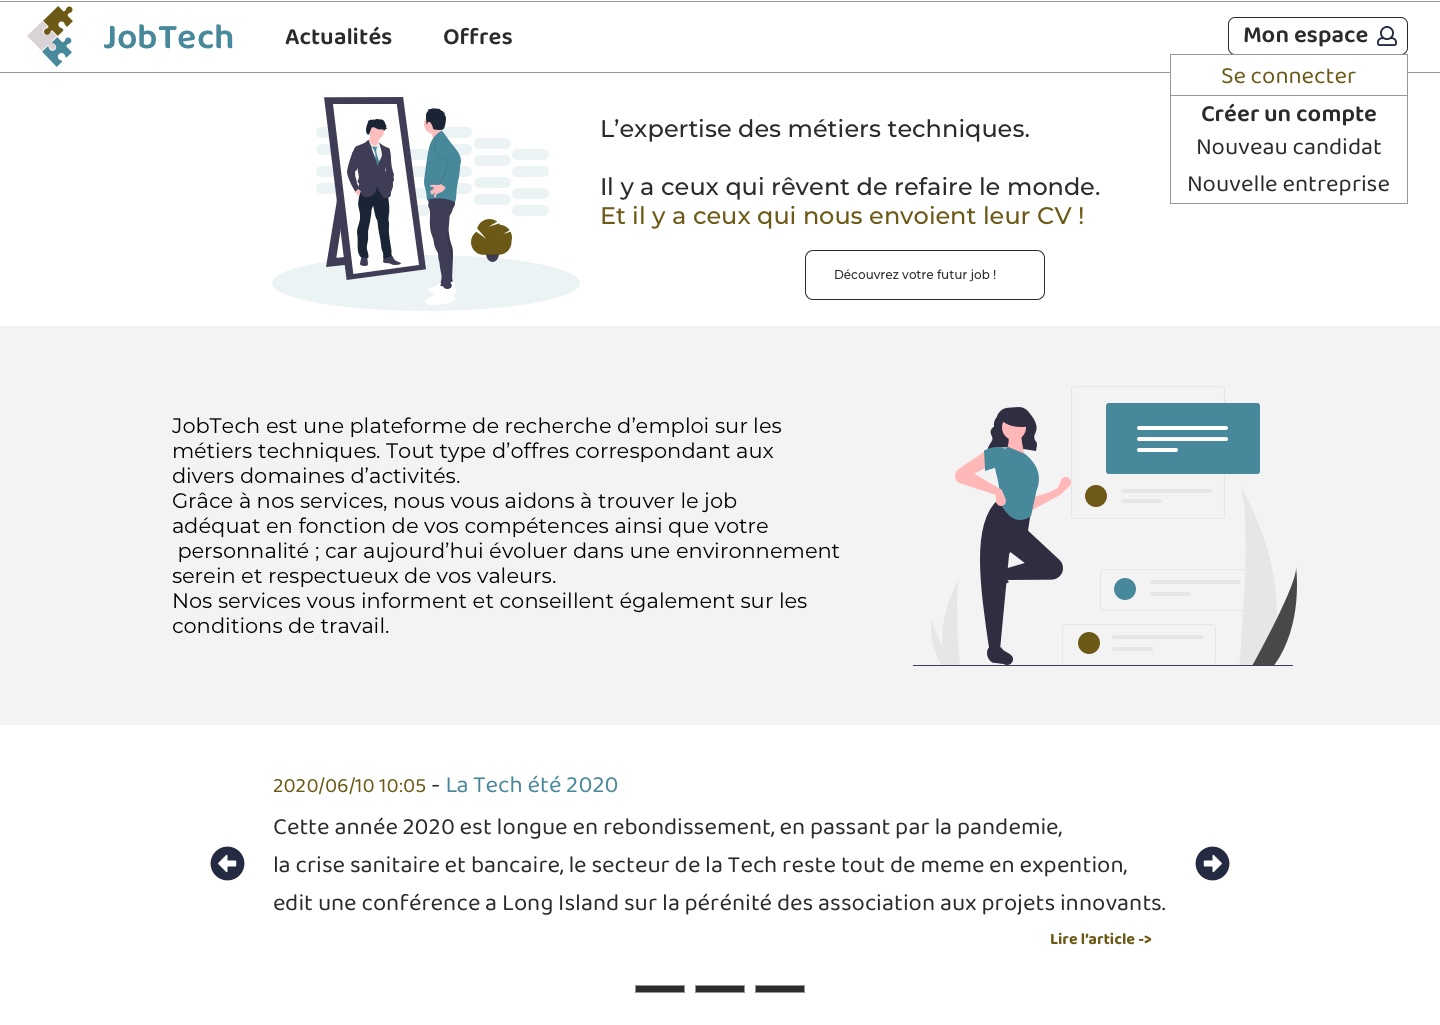 JobTech
Actualités
Offres
Mon espace
Se connecter
Créer un compte
Nouveau candidat
Nouvelle entreprise
L’expertise des métiers techniques.
Il y a ceux qui rêvent de refaire le monde.
Et il y a ceux qui nous envoient leur CV !
Découvrez votre futur job !
JobTech est une plateforme de recherche d’emploi sur les
métiers techniques. Tout type d’offres correspondant aux
divers domaines d’activités.
Grâce à nos services, nous vous aidons à trouver le job
adéquat en fonction de vos compétences ainsi que votre
personnalité ; car aujourd’hui évoluer dans une environnement
serein et respectueux de vos valeurs.
Nos services vous informent et conseillent également sur les
conditions de travail.
2020/06/10 10:05 - La Tech été 2020
Cette année 2020 est longue en rebondissement, en passant par la pandemie,
la crise sanitaire et bancaire, le secteur de la Tech reste tout de meme en expention,
edit une conférence a Long Island sur la pérénité des association aux projets innovants.
Lire l'article ->